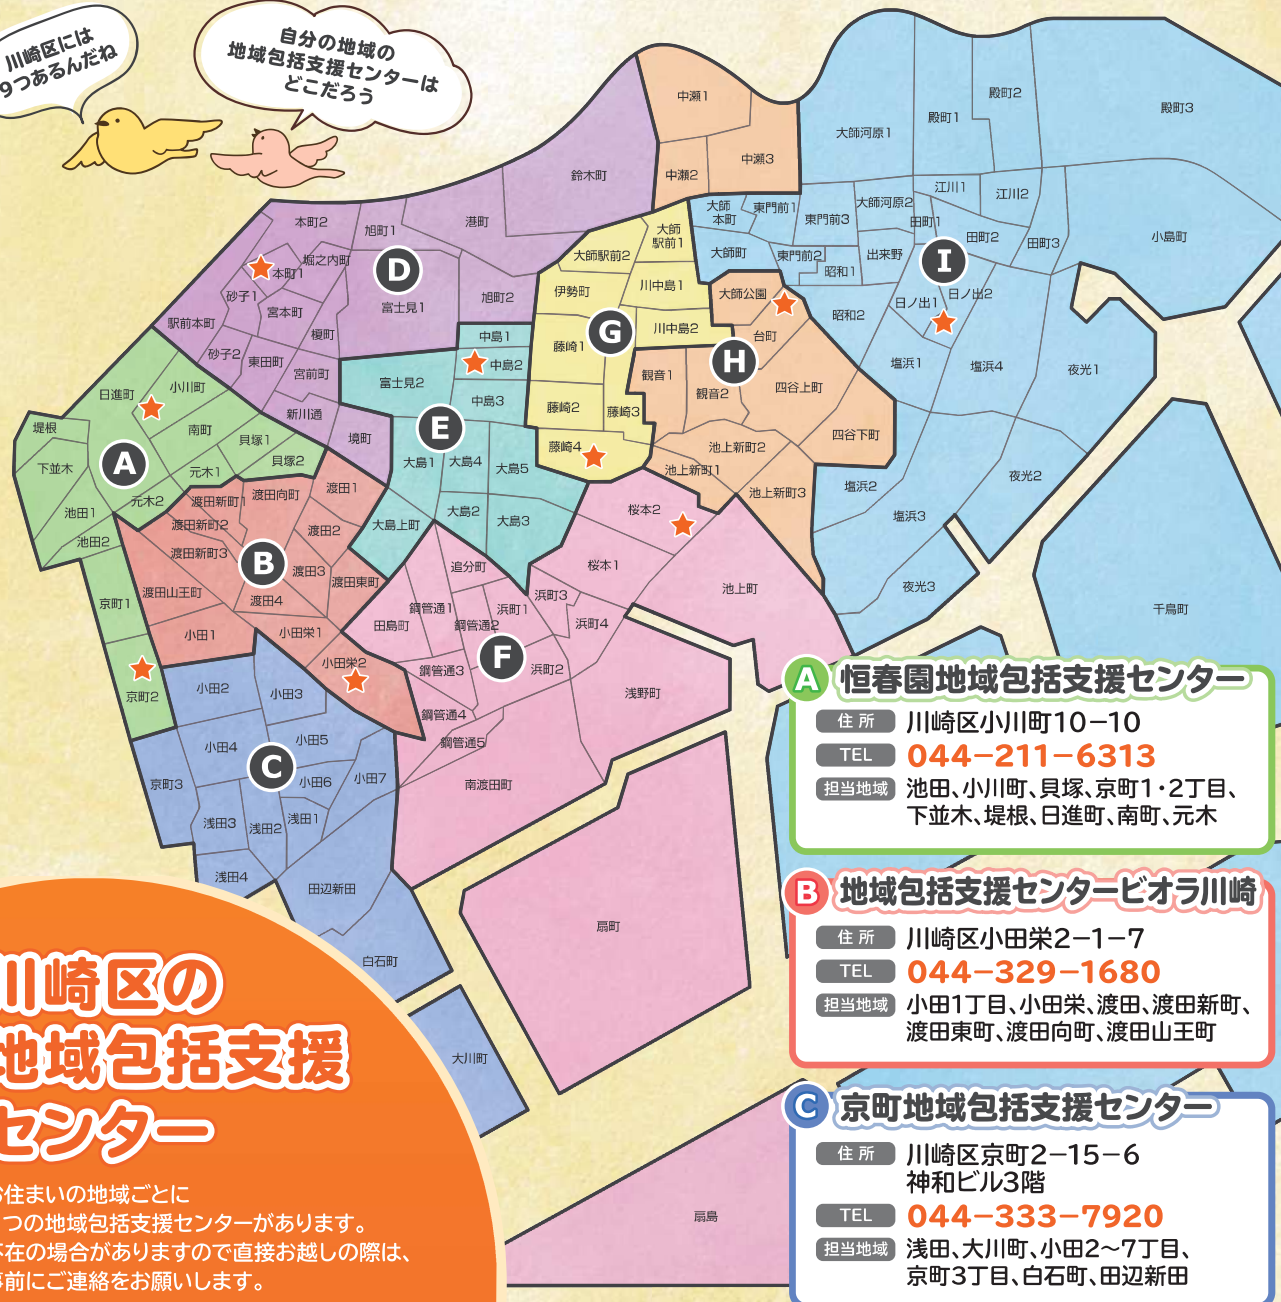 川崎区には
9つあるんだね
自分の地域の
地域包括支援センターは
どこだろう
中瀬1
中瀬2
中瀬3
大師河原1
殿町1
殿町2
殿町3
鈴木町
港町
本町2
旭町1
堀之内町
本町1
砂子1
宮本町
富士見1
旭町2
駅前本町
榎町
砂子2
東田町
宮前町
新川通
境町
D
大師駅前2
大師
駅前1
伊勢町
川中島1
川中島2
藤崎1
藤崎2
藤崎3
藤崎4
G
大師
本町
東門前1
東門前3
大師河原2
江川1
江川2
田町1
田町2
田町3
小島町
大師町
東門前2
昭和1
出来野
日ノ出1
日ノ出2
昭和2
塩浜1
塩浜4
夜光1
塩浜2
塩浜3
夜光2
夜光3
千鳥町
I
大師公園
台町
観音1
観音2
四谷上町
四谷下町
池上新町2
池上新町1
池上新町3
H
中島1
中島2
中島3
富士見2
大島1
大島4
大島5
大島2
大島3
大島上町
E
日進町
小川町
堤根
南町
貝塚1
貝塚2
下並木
元木1
元木2
池田1
池田2
京町1
京町2
A
渡田新町1
渡田向町
渡田1
渡田新町2
渡田2
渡田新町3
渡田3
渡田山王町
渡田東町
渡田4
小田1
小田栄1
小田栄2
B
桜本2
桜本1
池上町
追分町
浜町3
鋼管通1
浜町1
田島町
鋼管通2
浜町4
鋼管通3
浜町2
浅野町
鋼管通4
鋼管通5
南渡田町
扇町
扇島
F
小田2
小田3
小田4
小田5
京町3
小田6
小田7
浅田3
浅田2
浅田1
浅田4
田辺新田
白石町
大川町
C
A 恒春園地域包括支援センター
住所 川崎区小川町10−10
TEL 044−211−6313
担当地域 池田、小川町、貝塚、京町1・2丁目、
下並木、堤根、日進町、南町、元木
B 地域包括支援センタービオラ川崎
住所 川崎区小田栄2−1−7
TEL 044−329−1680
担当地域 小田1丁目、小田栄、渡田、渡田新町、
渡田東町、渡田向町、渡田山王町
C 京町地域包括支援センター
住所 川崎区京町2−15−6
神和ビル3階
TEL 044−333−7920
担当地域 浅田、大川町、小田2〜7丁目、
京町3丁目、白石町、田辺新田
川崎区の
地域包括支援
センター
お住まいの地域ごとに
つの地域包括支援センターがあります。
不在の場合がありますので直接お越しの際は、
事前にご連絡をお願いします。